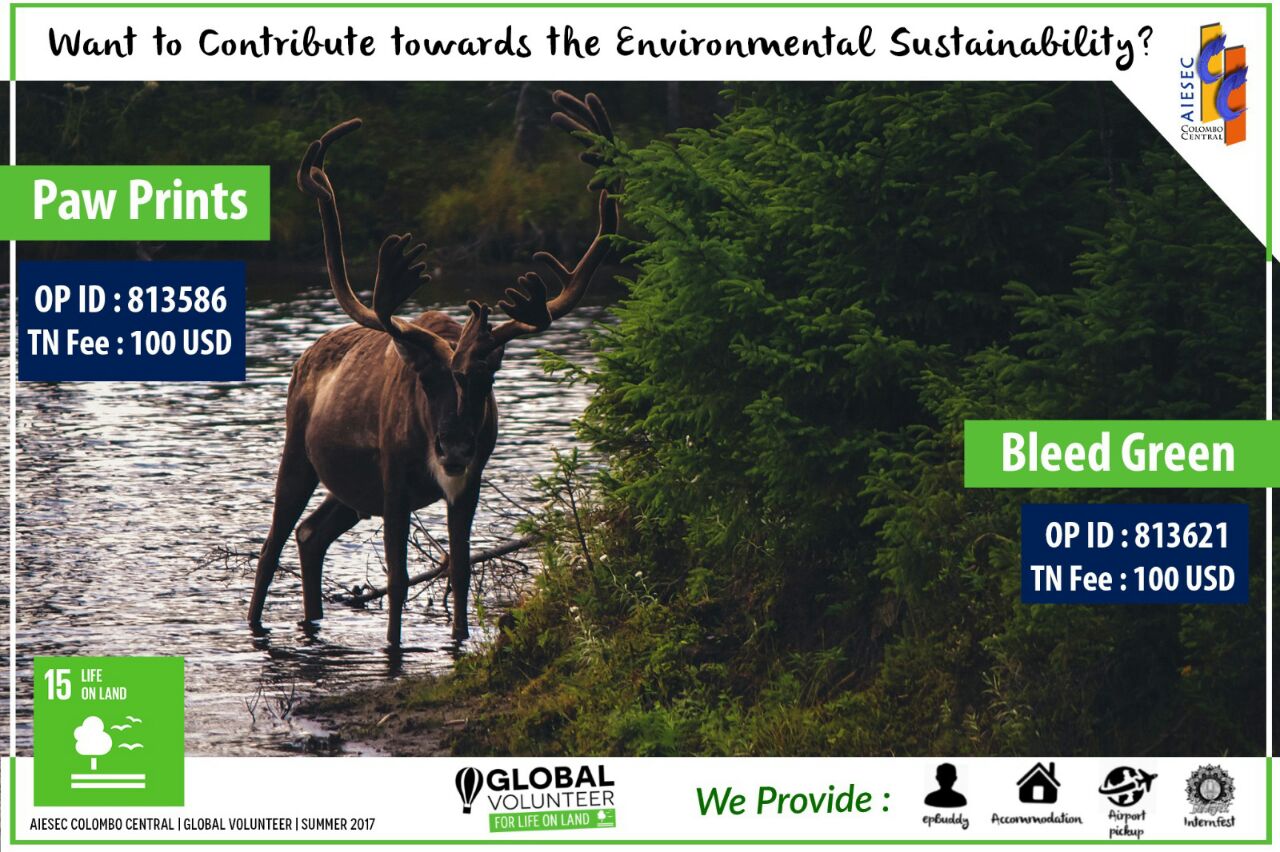 Want to Contribute towards the Environmental Sustainability?
AIESEC
COLOMBO
CENTRAL
Paw Prints
OP ID : 813586
TN Fee : 100 USD
Bleed Green
OP ID : 813621
TN Fee : 100 USD
15 LIFE
ON LAND
GLOBAL
VOLUNTEER
FOR LIFE ON LAND
We Provide :
epbuddy
Accommodation
Airport
pickup
Internfest
AIESEC COLOMBO CENTRAL | GLOBAL VOLUNTEER | SUMMER 2017